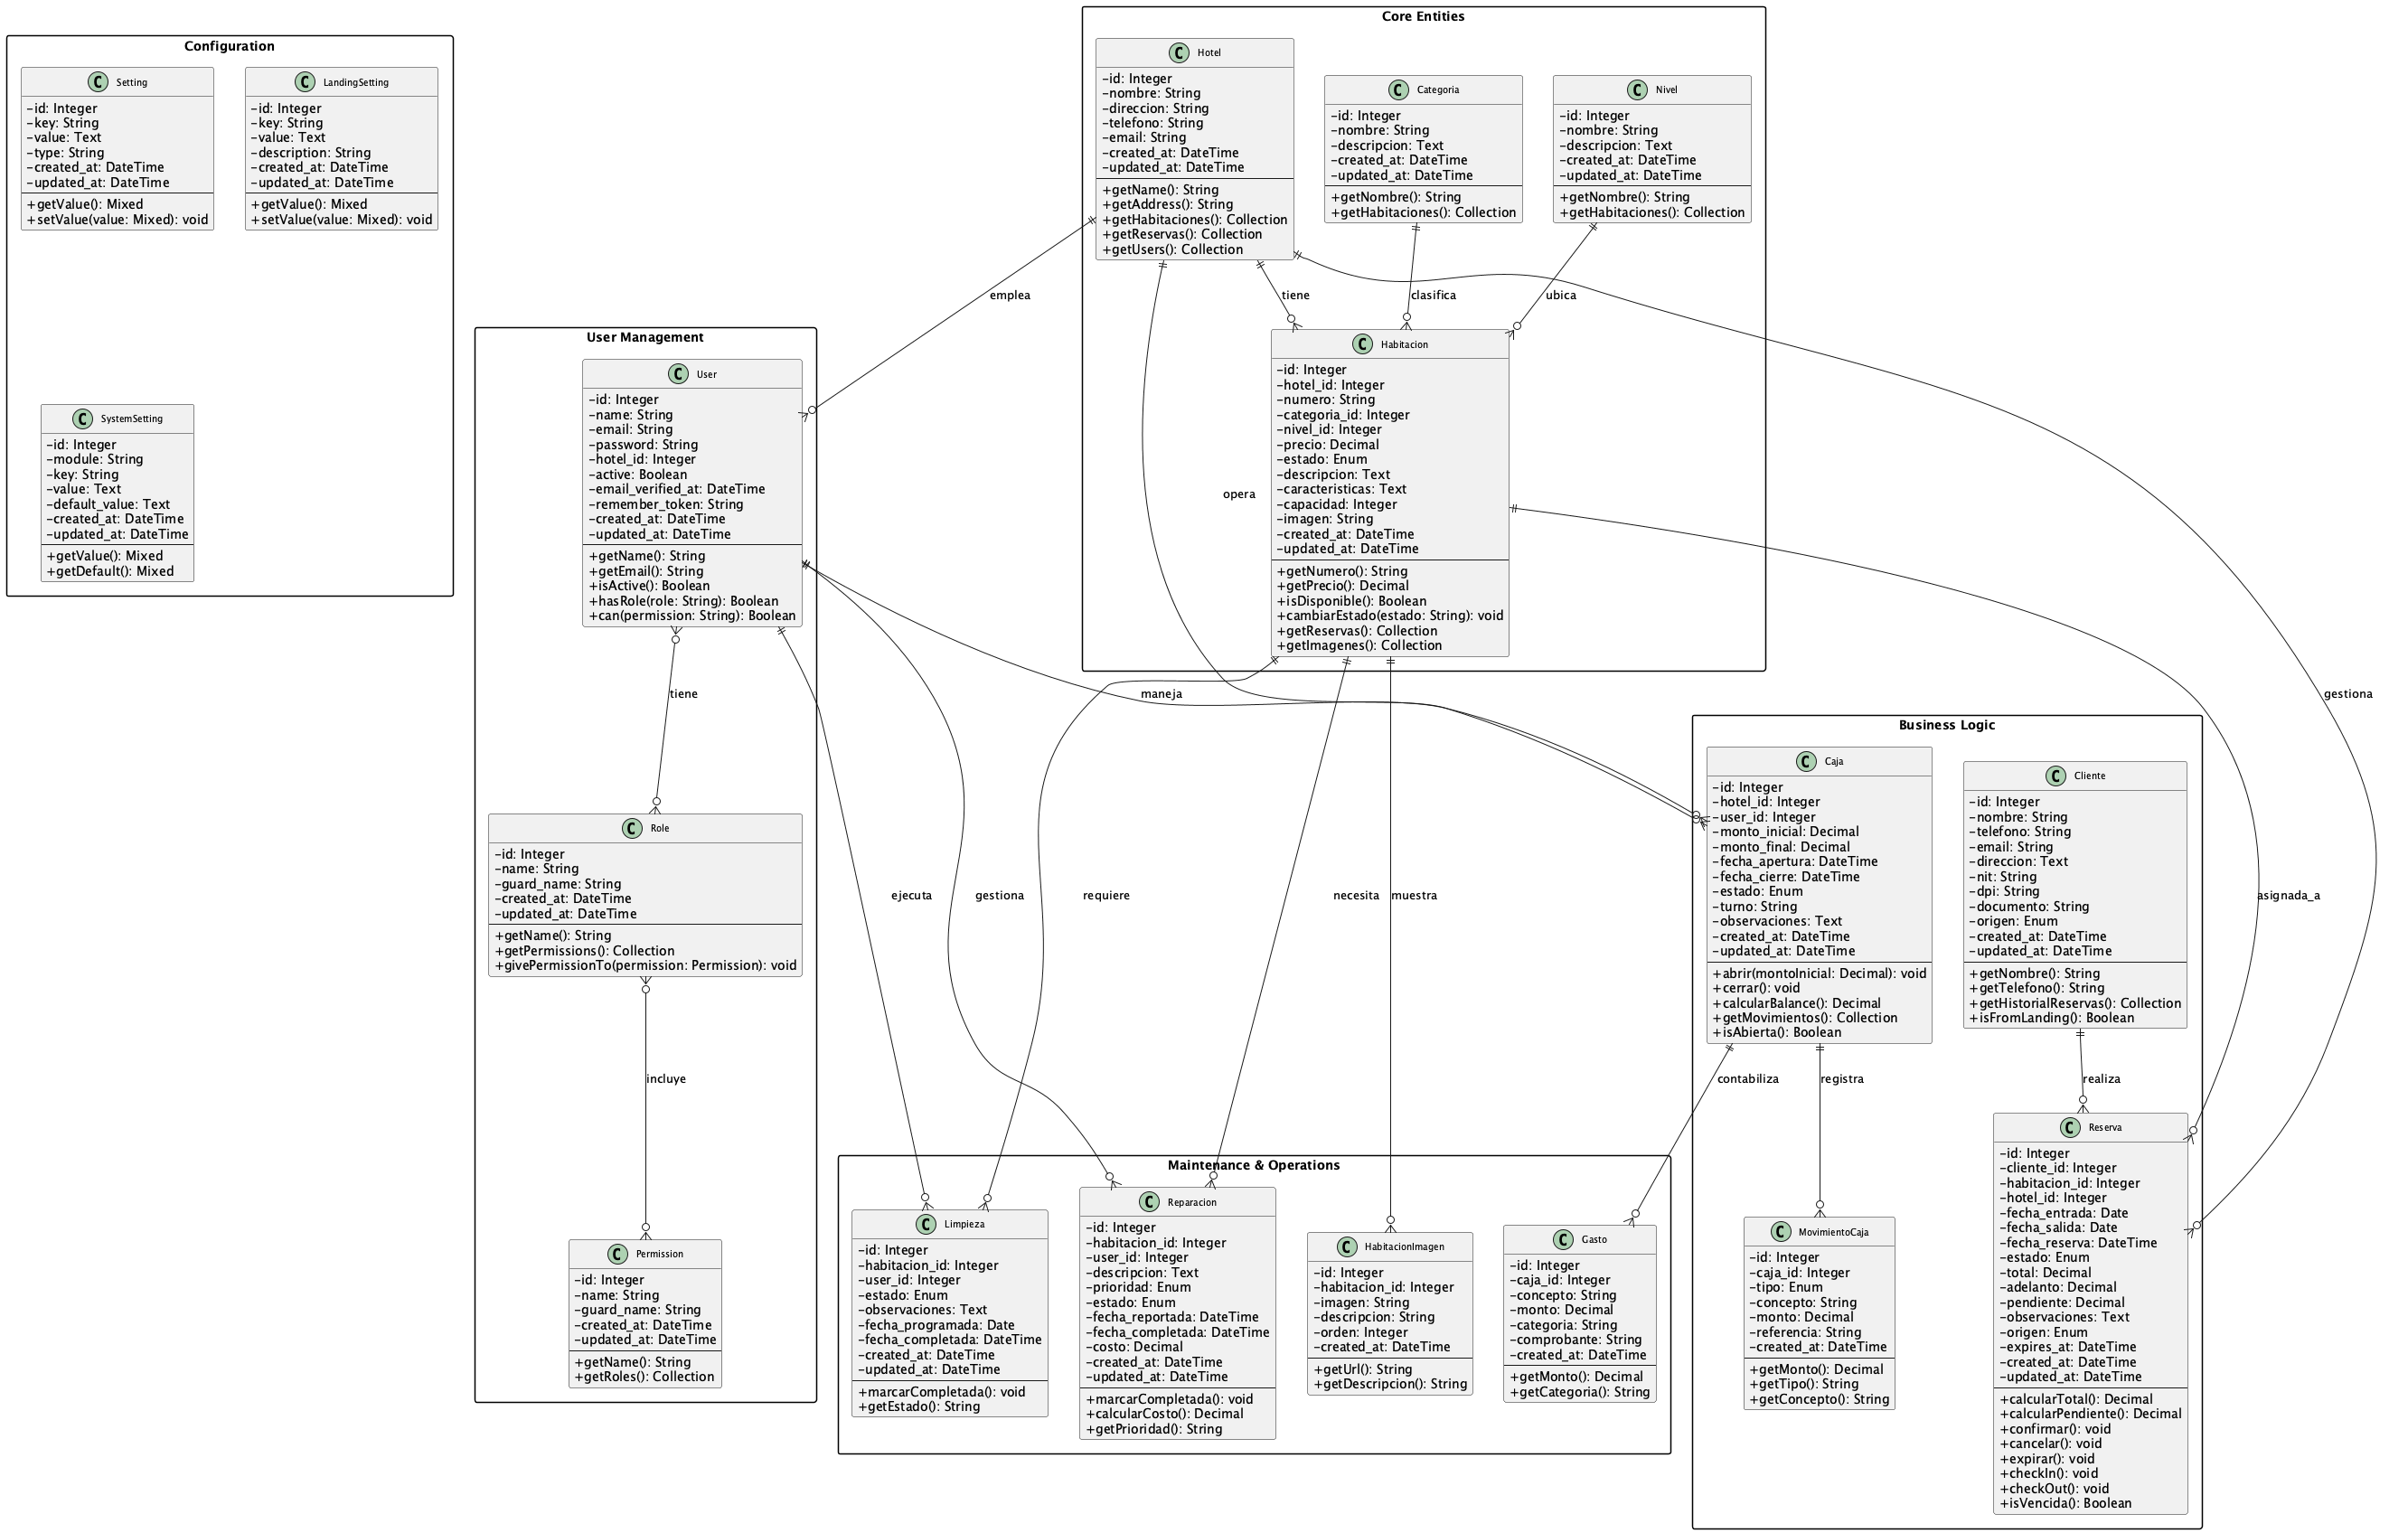 Configuration
C Setting
-id: Integer
-key: String
-value: Text
-type: String
-created_at: DateTime
-updated_at: DateTime
+getValue(): Mixed
+setValue(value: Mixed): void
C LandingSetting
-id: Integer
-key: String
-value: Text
-description: String
-created_at: DateTime
-updated_at: DateTime
+getValue(): Mixed
+setValue(value: Mixed): void
C SystemSetting
-id: Integer
-module: String
-key: String
-value: Text
-default_value: Text
-created_at: DateTime
-updated_at: DateTime
+getValue(): Mixed
+getDefault(): Mixed
Core Entities
C Hotel
-id: Integer
-nombre: String
-direccion: String
-telefono: String
-email: String
-created_at: DateTime
-updated_at: DateTime
+getName(): String
+getAddress(): String
+getHabitaciones(): Collection
+getReservas(): Collection
+getUsers(): Collection
C Categoria
-id: Integer
-nombre: String
-descripcion: Text
-created_at: DateTime
-updated_at: DateTime
+getNombre(): String
+getHabitaciones(): Collection
C Nivel
-id: Integer
-nombre: String
-descripcion: Text
-created_at: DateTime
-updated_at: DateTime
+getNombre(): String
+getHabitaciones(): Collection
emplea
tiene
clasifica
ubica
C Habitacion
-id: Integer
-hotel_id: Integer
-numero: String
-categoria_id: Integer
-nivel_id: Integer
-precio: Decimal
-estado: Enum
-descripcion: Text
-caracteristicas: Text
-capacidad: Integer
-imagen: String
-created_at: DateTime
-updated_at: DateTime
+getNumero(): String
+getPrecio(): Decimal
+isDisponible(): Boolean
+cambiarEstado(estado: String): void
+getReservas(): Collection
+getImagenes(): Collection
opera
User Management
C User
-id: Integer
-name: String
-email: String
-password: String
-hotel_id: Integer
-active: Boolean
-email_verified_at: DateTime
-remember_token: String
-created_at: DateTime
-updated_at: DateTime
+getName(): String
+getEmail(): String
+isActive(): Boolean
+hasRole(role: String): Boolean
+can(permission: String): Boolean
tiene
maneja
gestiona
C Role
-id: Integer
-name: String
-guard_name: String
-created_at: DateTime
-updated_at: DateTime
+getName(): String
+getPermissions(): Collection
+givePermissionTo(permission: Permission): void
ejecuta
gestiona
requiere
necesita
muestra
asignada_a
incluye
C Permission
-id: Integer
-name: String
-guard_name: String
-created_at: DateTime
-updated_at: DateTime
+getName(): String
+getRoles(): Collection
Business Logic
C Caja
-id: Integer
-hotel_id: Integer
-user_id: Integer
-monto_inicial: Decimal
-monto_final: Decimal
-fecha_apertura: DateTime
-fecha_cierre: DateTime
-estado: Enum
-turno: String
-observaciones: Text
-created_at: DateTime
-updated_at: DateTime
+abrir(montoInicial: Decimal): void
+cerrar(): void
+calcularBalance(): Decimal
+getMovimientos(): Collection
+isAbierta(): Boolean
C Cliente
-id: Integer
-nombre: String
-telefono: String
-email: String
-direccion: Text
-nit: String
-dpi: String
-documento: String
-origen: Enum
-created_at: DateTime
-updated_at: DateTime
+getNombre(): String
+getTelefono(): String
+getHistorialReservas(): Collection
+isFromLanding(): Boolean
contabiliza
registra
realiza
C MovimientoCaja
-id: Integer
-caja_id: Integer
-tipo: Enum
-concepto: String
-monto: Decimal
-referencia: String
-created_at: DateTime
+getMonto(): Decimal
+getTipo(): String
+getConcepto(): String
C Reserva
-id: Integer
-cliente_id: Integer
-habitacion_id: Integer
-hotel_id: Integer
-fecha_entrada: Date
-fecha_salida: Date
-fecha_reserva: DateTime
-estado: Enum
-total: Decimal
-adelanto: Decimal
-pendiente: Decimal
-observaciones: Text
-origen: Enum
-expires_at: DateTime
-created_at: DateTime
-updated_at: DateTime
+calcularTotal(): Decimal
+calcularPendiente(): Decimal
+confirmar(): void
+cancelar(): void
+expirar(): void
+checkIn(): void
+checkOut(): void
+isVencida(): Boolean
Maintenance & Operations
C Limpieza
-id: Integer
-habitacion_id: Integer
-user_id: Integer
-estado: Enum
-observaciones: Text
-fecha_programada: Date
-fecha_completada: DateTime
-created_at: DateTime
-updated_at: DateTime
+marcarCompletada(): void
+getEstado(): String
C Reparacion
-id: Integer
-habitacion_id: Integer
-user_id: Integer
-descripcion: Text
-prioridad: Enum
-estado: Enum
-fecha_reportada: DateTime
-fecha_completada: DateTime
-costo: Decimal
-created_at: DateTime
-updated_at: DateTime
+marcarCompletada(): void
+calcularCosto(): Decimal
+getPrioridad(): String
C HabitacionImagen
-id: Integer
-habitacion_id: Integer
-imagen: String
-descripcion: String
-orden: Integer
-created_at: DateTime
+getUrl(): String
+getDescripcion(): String
C Gasto
-id: Integer
-caja_id: Integer
-concepto: String
-monto: Decimal
-categoria: String
-comprobante: String
-created_at: DateTime
+getMonto(): Decimal
+getCategoria(): String